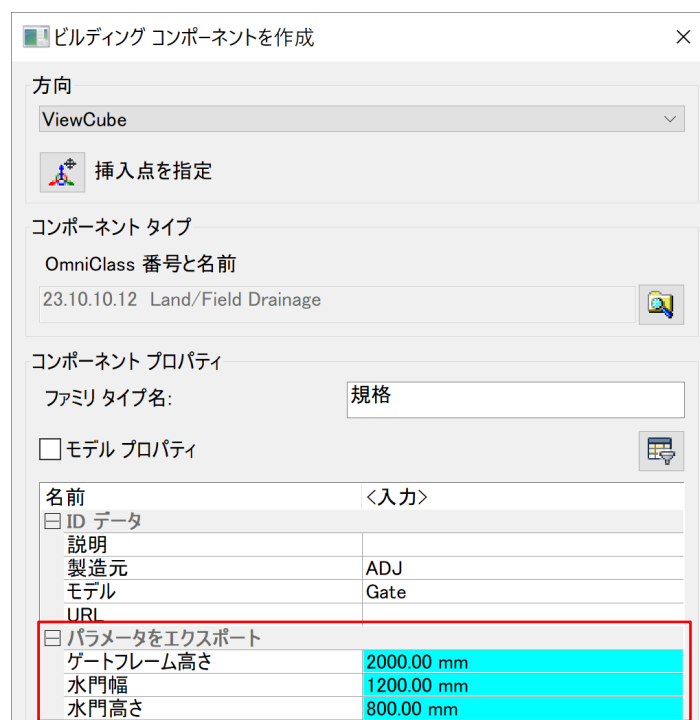 ビルディング コンポーネントを作成
方向
ViewCube
挿入点を指定
コンポーネント タイプ
OmniClass 番号と名前
23.10.10.12 Land/Field Drainage
コンポーネント プロパティ
ファミリ タイプ名: 規格
モデル プロパティ
名前 <入力>
ID データ
説明
製造元 ADJ
モデル Gate
URL
パラメータをエクスポート
ゲートフレーム高さ 2000.00 mm
水門幅 1200.00 mm
水門高さ 800.00 mm